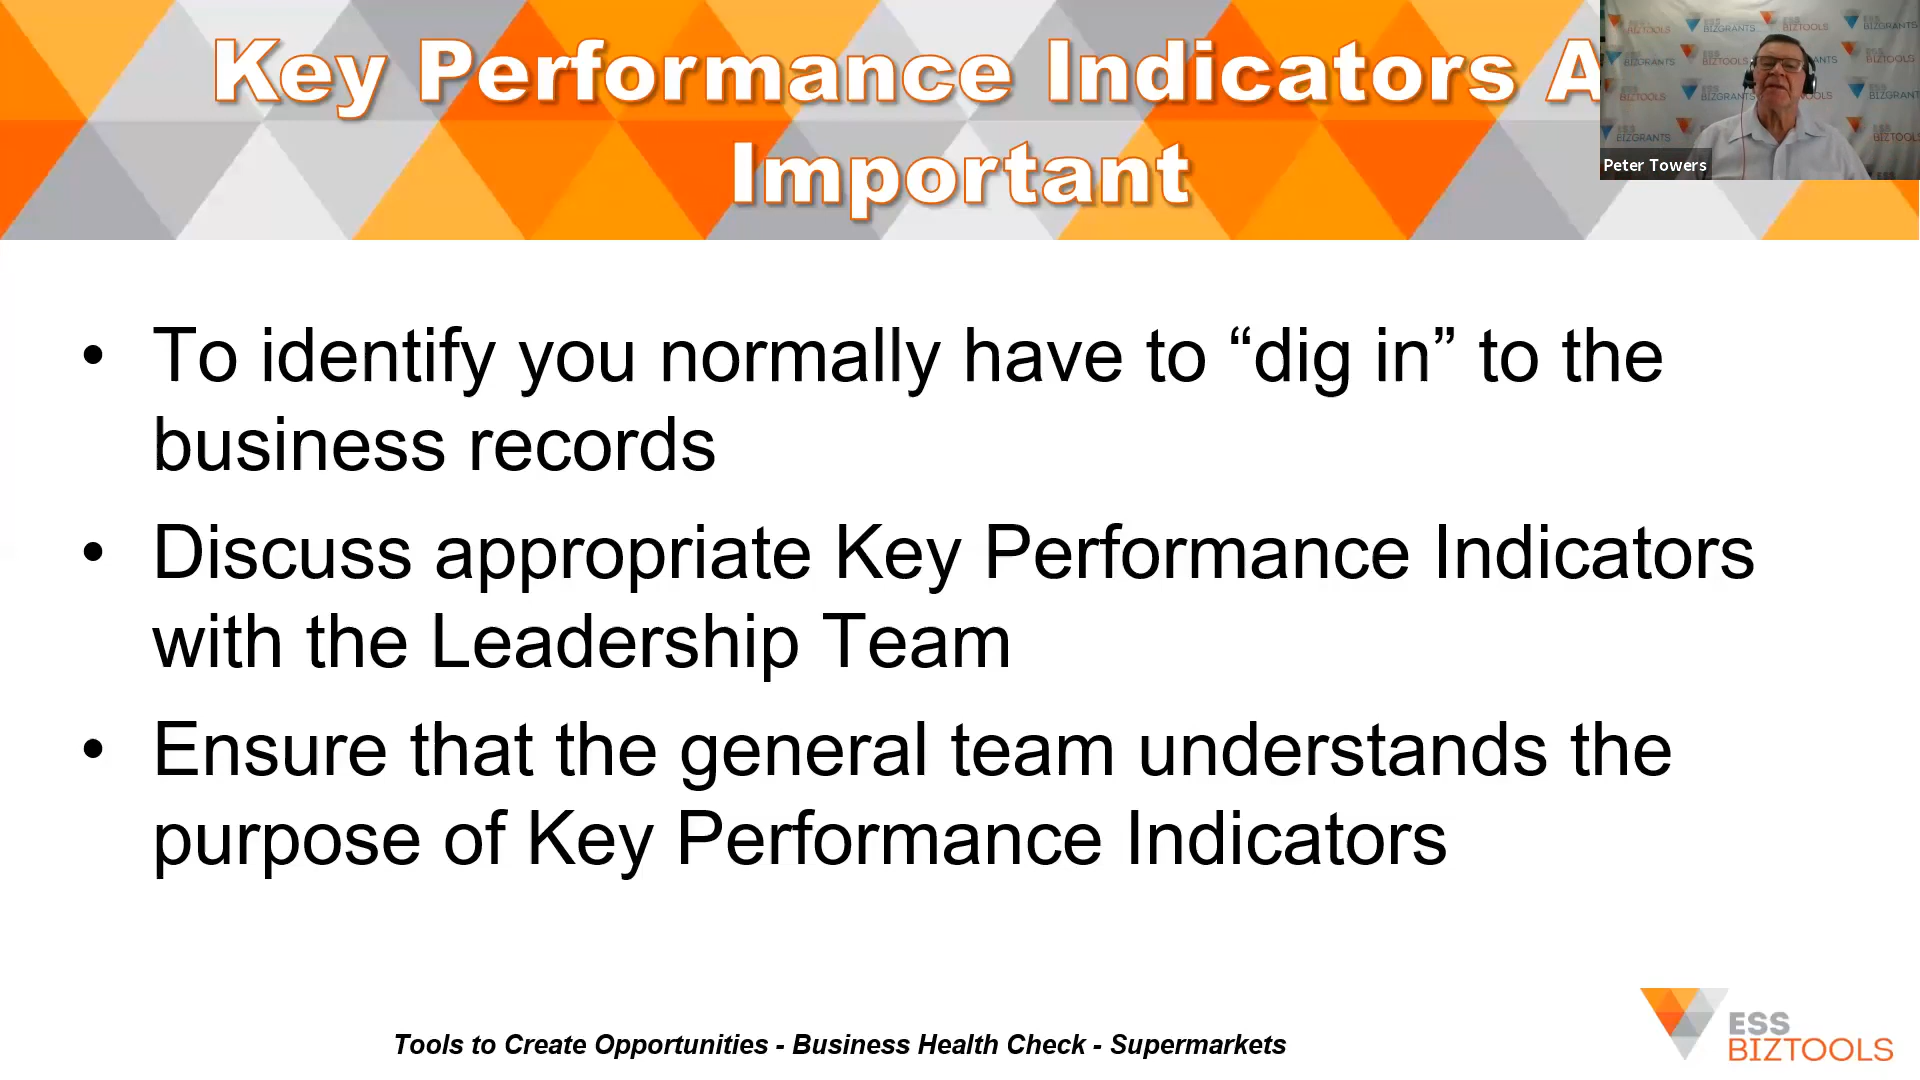 Key Performance Indicators A
Important
Peter Towers
• To identify you normally have to “dig in” to the
business records
• Discuss appropriate Key Performance Indicators
with the Leadership Team
• Ensure that the general team understands the
purpose of Key Performance Indicators
Tools to Create Opportunities - Business Health Check - Supermarkets
ESS
BIZTOOLS